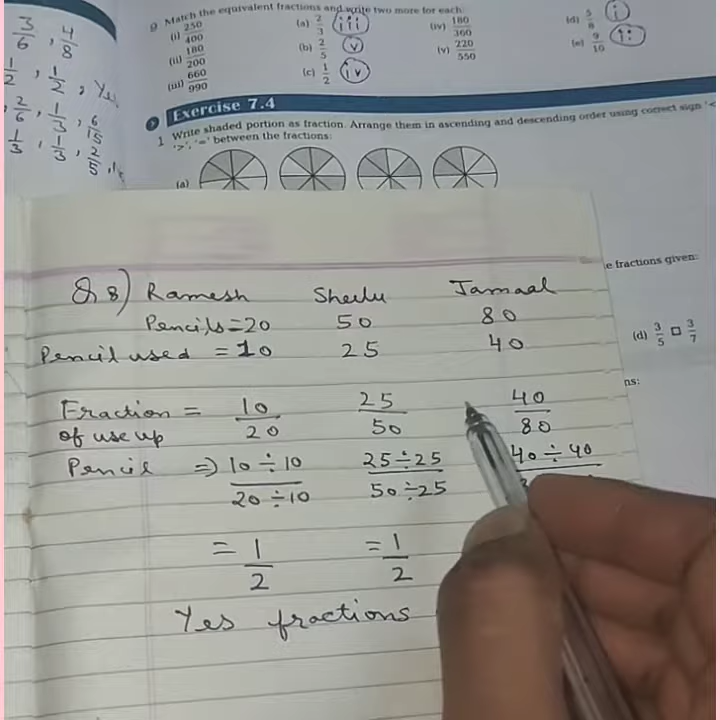 9 Match the equivalent fractions and write two more for each:
(i) 250/400 (a) 2/3 iii (iv) 180/360 (d) 5/8 i
(ii) 180/200 (b) 2/5 v (v) 220/550 (e) 9/10 ii
(iii) 660/990 (c) 1/2 iv
3/6, 4/8
1/2, 1/2, Yes
2/6, 1/3, 6/15
1/3, 1/3, 2/5
Exercise 7.4
1 Write shaded portion as fraction. Arrange them in ascending and descending order using correct sign '<
'>', '=' between the fractions:
(a)
e fractions given:
(d) 3/5 □ 3/7
ns:
Q 8) Ramesh Sheelu Jamaal
Pencils = 20 50 80
Pencil used = 10 25 40
Fraction = 10/20 25/50 40/80
of use up
Pencil => 10÷10/20÷10 25÷25/50÷25 40÷40
= 1/2 = 1/2
Yes fractions